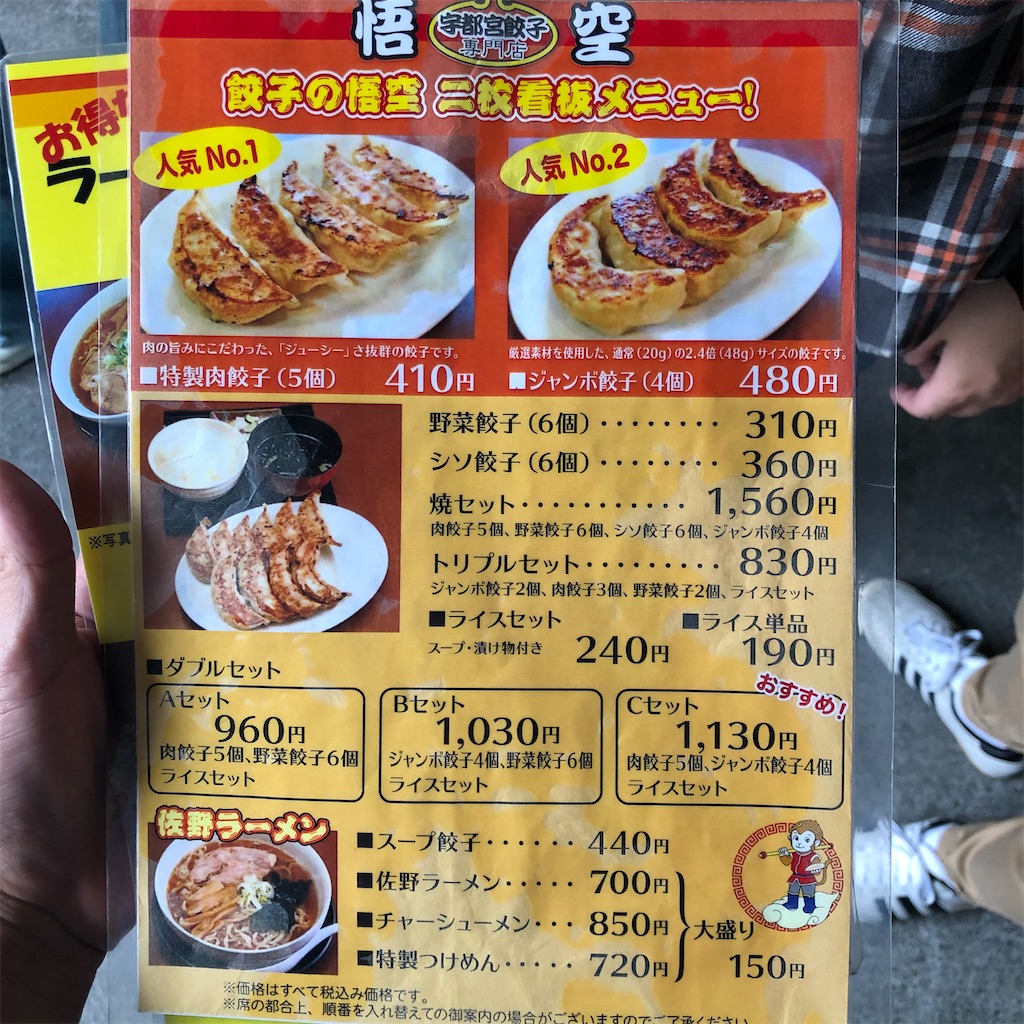 悟 宇都宮餃子 空
専門店
餃子の悟空 二枚看板メニュー!
お得な
ラー
人気 No.1
人気 No.2
肉の旨みにこだわった、「ジューシー」さ抜群の餃子です。
■特製肉餃子(5個) 410円
厳選素材を使用した、通常(20g)の2.4倍(48g)サイズの餃子です。
■ジャンボ餃子(4個) 480円
野菜餃子(6個)········ 310円
シソ餃子(6個)········ 360円
焼セット··········· 1,560円
肉餃子5個、野菜餃子6個、シソ餃子6個、ジャンボ餃子4個
トリプルセット········· 830円
ジャンボ餃子2個、肉餃子3個、野菜餃子2個、ライスセット
■ライスセット
スープ・漬け物付き 240円
■ライス単品
190円
※写真
■ダブルセット
Aセット
960円
肉餃子5個、野菜餃子6個
ライスセット
Bセット
1,030円
ジャンボ餃子4個、野菜餃子6個
ライスセット
おすすめ!
Cセット
1,130円
肉餃子5個、ジャンボ餃子4個
ライスセット
佐野ラーメン
■スープ餃子······ 440円
■佐野ラーメン····· 700円
■チャーシューメン··· 850円
■特製つけめん····· 720円
大盛り
150円
※価格はすべて税込み価格です。
※席の都合上、順番を入れ替えての御案内の場合がございますのでご了承ください